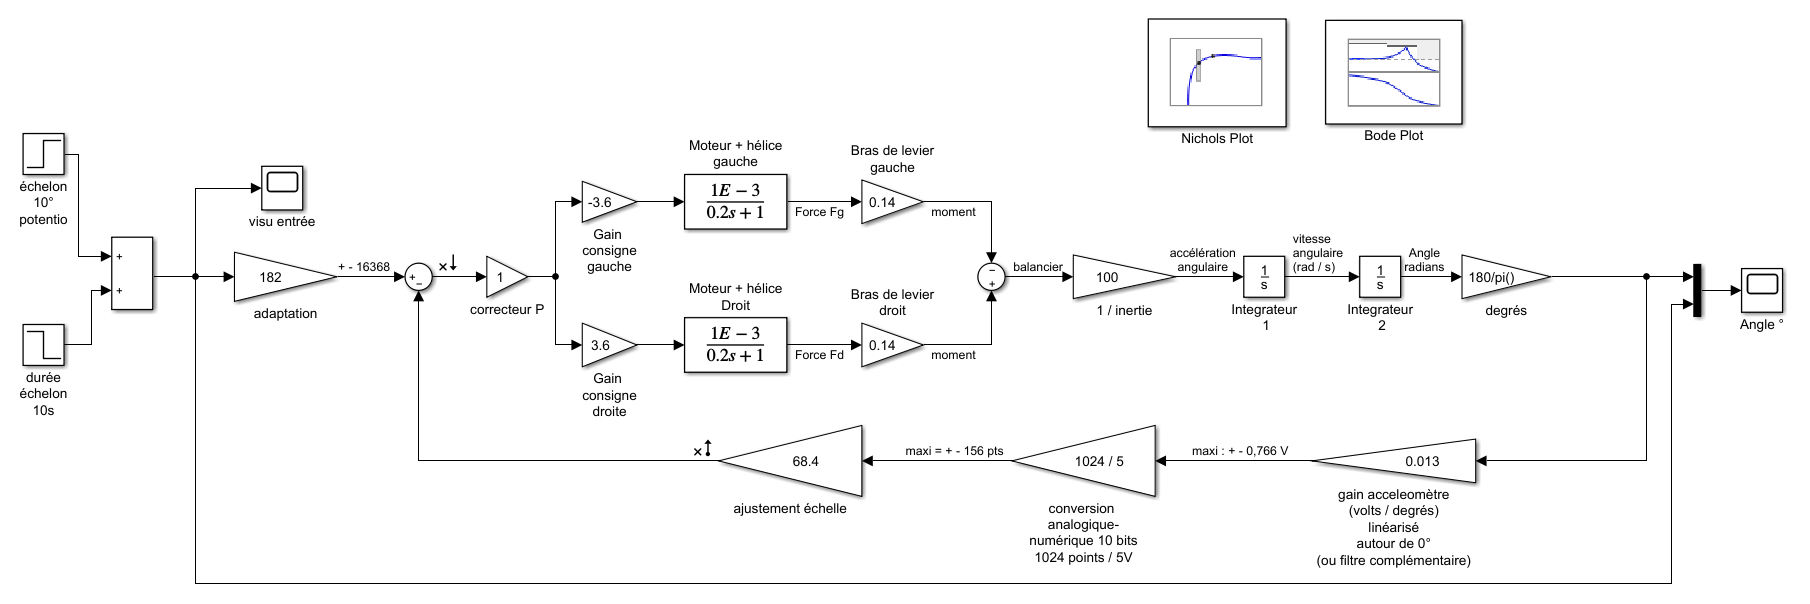 Nichols Plot
Bode Plot
échelon
10°
potentio
visu entrée
+
+
durée
échelon
10s
182
adaptation
+ - 16368
+
−
1
correcteur P
-3.6
Gain
consigne
gauche
3.6
Gain
consigne
droite
Moteur + hélice
gauche
1E − 3
0.2s + 1
Force Fg
Moteur + hélice
Droit
1E − 3
0.2s + 1
Force Fd
Bras de levier
gauche
0.14
moment
Bras de levier
droit
0.14
moment
−
+
balancier
100
1 / inertie
accélération
angulaire
1
s
Integrateur
1
vitesse
angulaire
(rad / s)
1
s
Integrateur
2
Angle
radians
180/pi()
degrés
Angle °
68.4
ajustement échelle
maxi = + - 156 pts
1024 / 5
conversion
analogique-
numérique 10 bits
1024 points / 5V
maxi : + - 0,766 V
0.013
gain acceleomètre
(volts / degrés)
linéarisé
autour de 0°
(ou filtre complémentaire)